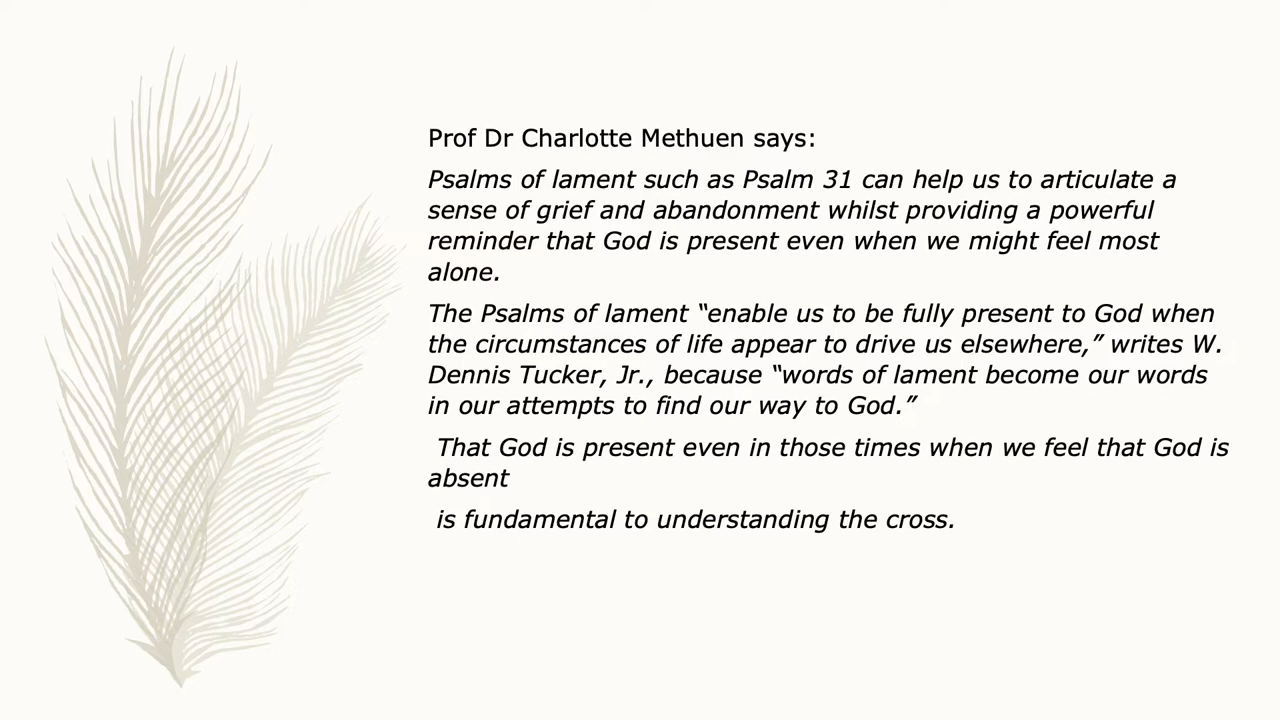 Prof Dr Charlotte Methuen says:
Psalms of lament such as Psalm 31 can help us to articulate a
sense of grief and abandonment whilst providing a powerful
reminder that God is present even when we might feel most
alone.
The Psalms of lament “enable us to be fully present to God when
the circumstances of life appear to drive us elsewhere,” writes W.
Dennis Tucker, Jr., because “words of lament become our words
in our attempts to find our way to God.”
That God is present even in those times when we feel that God is
absent
is fundamental to understanding the cross.